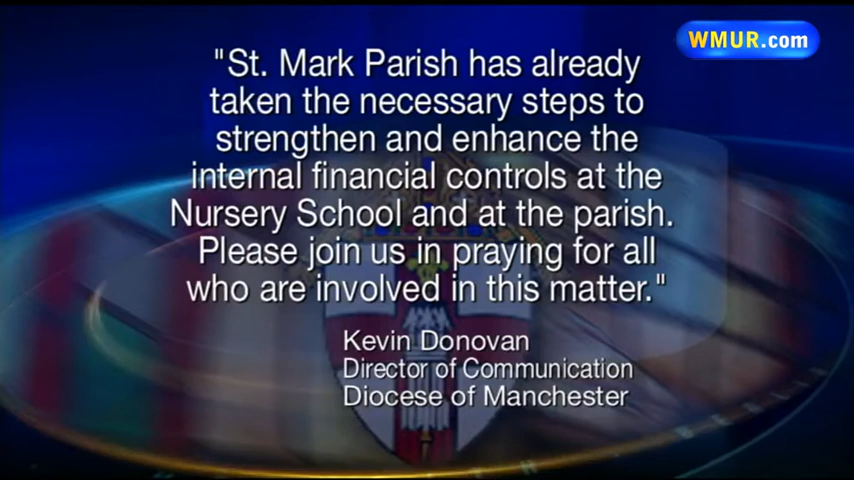 WMUR.com
"St. Mark Parish has already
taken the necessary steps to
strengthen and enhance the
internal financial controls at the
Nursery School and at the parish.
Please join us in praying for all
who are involved in this matter."
Kevin Donovan
Director of Communication
Diocese of Manchester